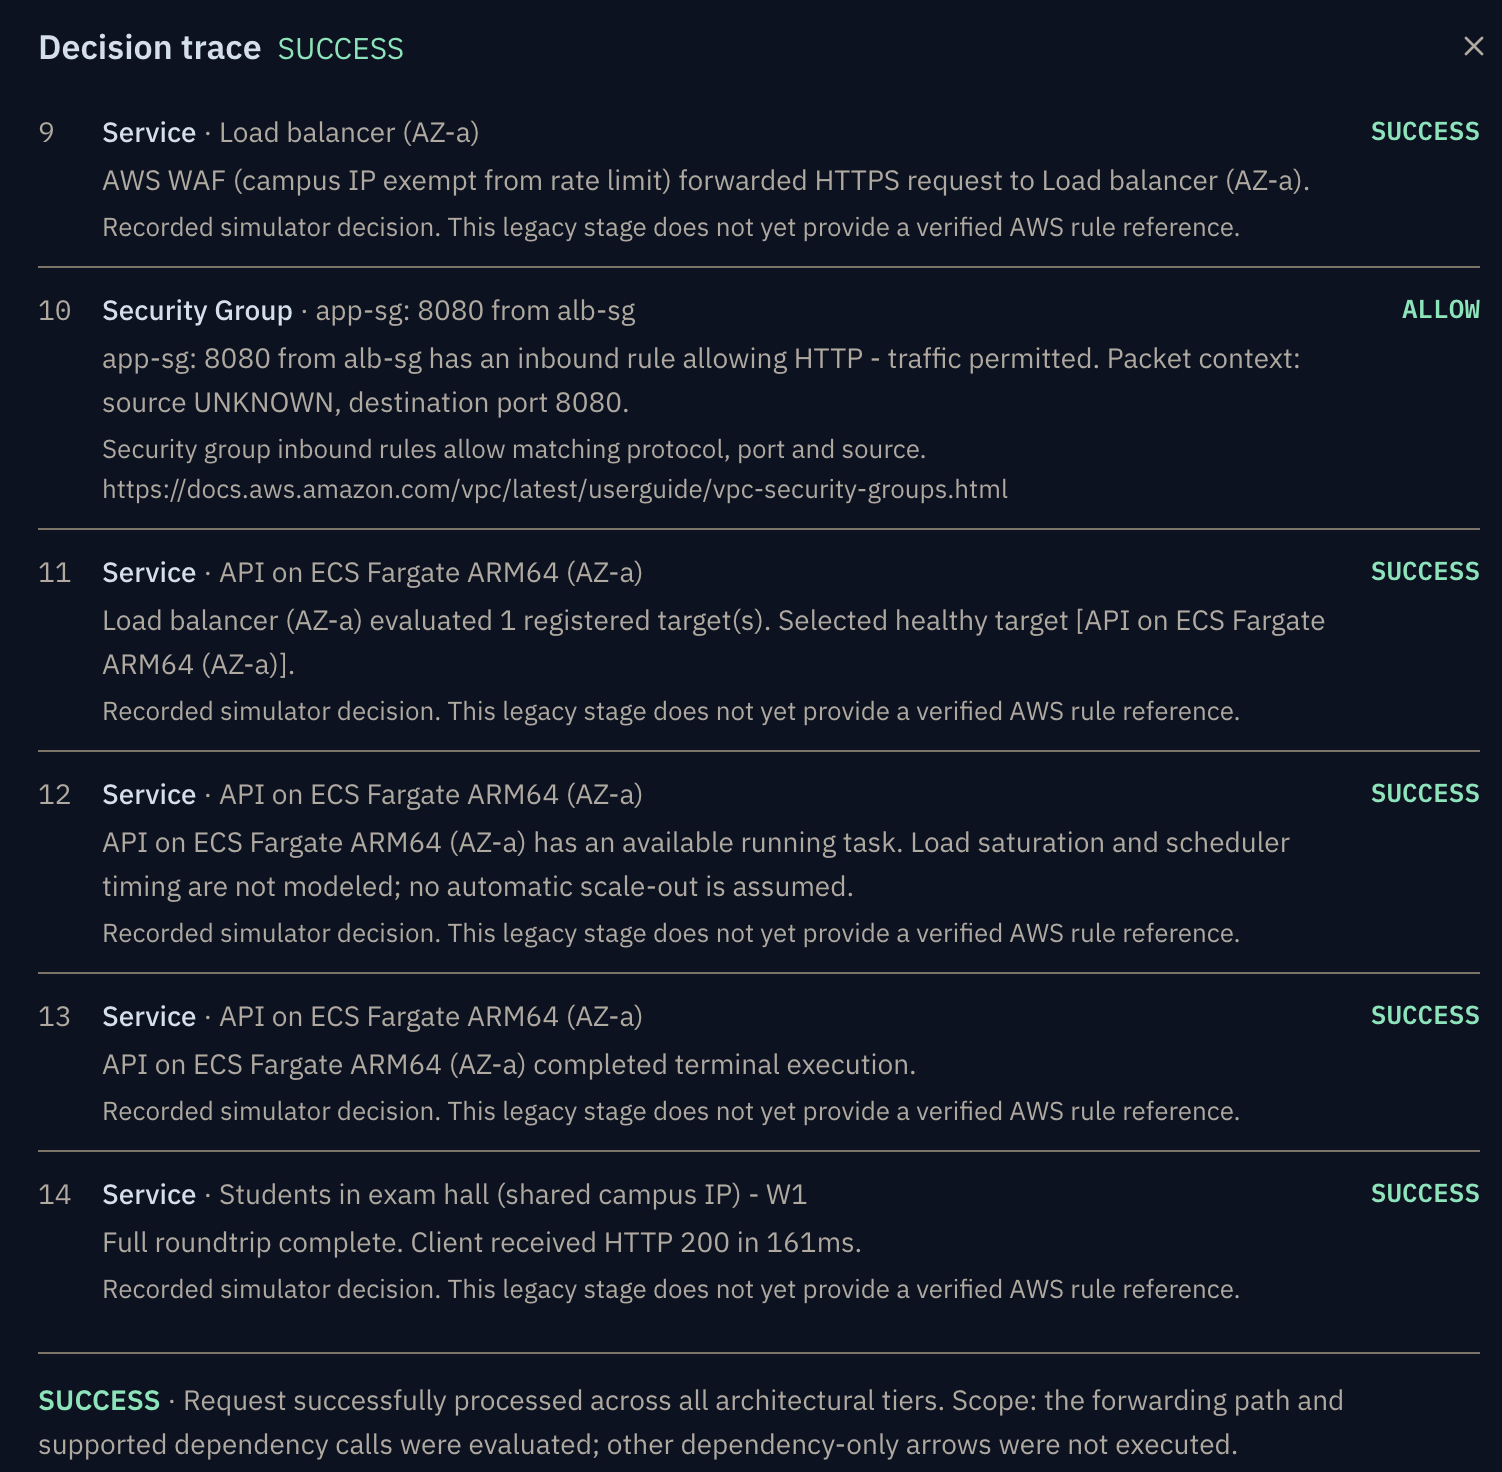 Decision trace SUCCESS
9 Service · Load balancer (AZ-a) SUCCESS
AWS WAF (campus IP exempt from rate limit) forwarded HTTPS request to Load balancer (AZ-a).
Recorded simulator decision. This legacy stage does not yet provide a verified AWS rule reference.
10 Security Group · app-sg: 8080 from alb-sg ALLOW
app-sg: 8080 from alb-sg has an inbound rule allowing HTTP - traffic permitted. Packet context:
source UNKNOWN, destination port 8080.
Security group inbound rules allow matching protocol, port and source.
https://docs.aws.amazon.com/vpc/latest/userguide/vpc-security-groups.html
11 Service · API on ECS Fargate ARM64 (AZ-a) SUCCESS
Load balancer (AZ-a) evaluated 1 registered target(s). Selected healthy target [API on ECS Fargate
ARM64 (AZ-a)].
Recorded simulator decision. This legacy stage does not yet provide a verified AWS rule reference.
12 Service · API on ECS Fargate ARM64 (AZ-a) SUCCESS
API on ECS Fargate ARM64 (AZ-a) has an available running task. Load saturation and scheduler
timing are not modeled; no automatic scale-out is assumed.
Recorded simulator decision. This legacy stage does not yet provide a verified AWS rule reference.
13 Service · API on ECS Fargate ARM64 (AZ-a) SUCCESS
API on ECS Fargate ARM64 (AZ-a) completed terminal execution.
Recorded simulator decision. This legacy stage does not yet provide a verified AWS rule reference.
14 Service · Students in exam hall (shared campus IP) - W1 SUCCESS
Full roundtrip complete. Client received HTTP 200 in 161ms.
Recorded simulator decision. This legacy stage does not yet provide a verified AWS rule reference.
SUCCESS · Request successfully processed across all architectural tiers. Scope: the forwarding path and
supported dependency calls were evaluated; other dependency-only arrows were not executed.